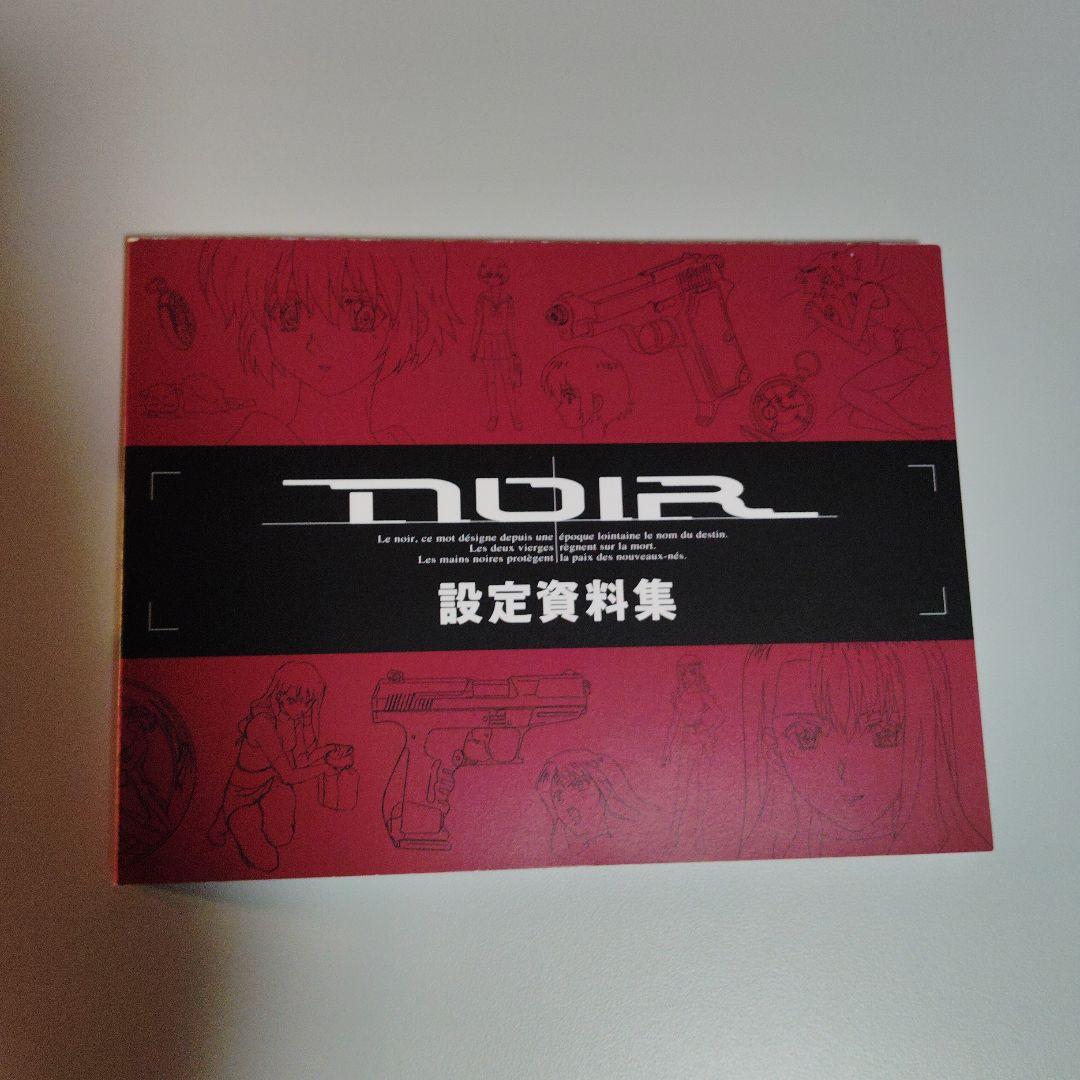 NOIR
Le noir, ce mot désigne depuis une époque lointaine le nom du destin.
Les deux vierges règnent sur la mort.
Les mains noires protègent la paix des nouveaux-nés.
設定資料集